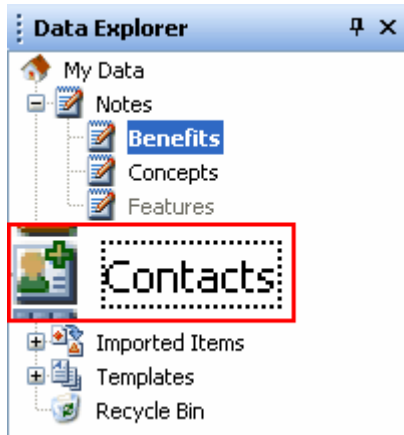 Data Explorer
My Data
Notes
Benefits
Concepts
Features
Contacts
Imported Items
Templates
Recycle Bin